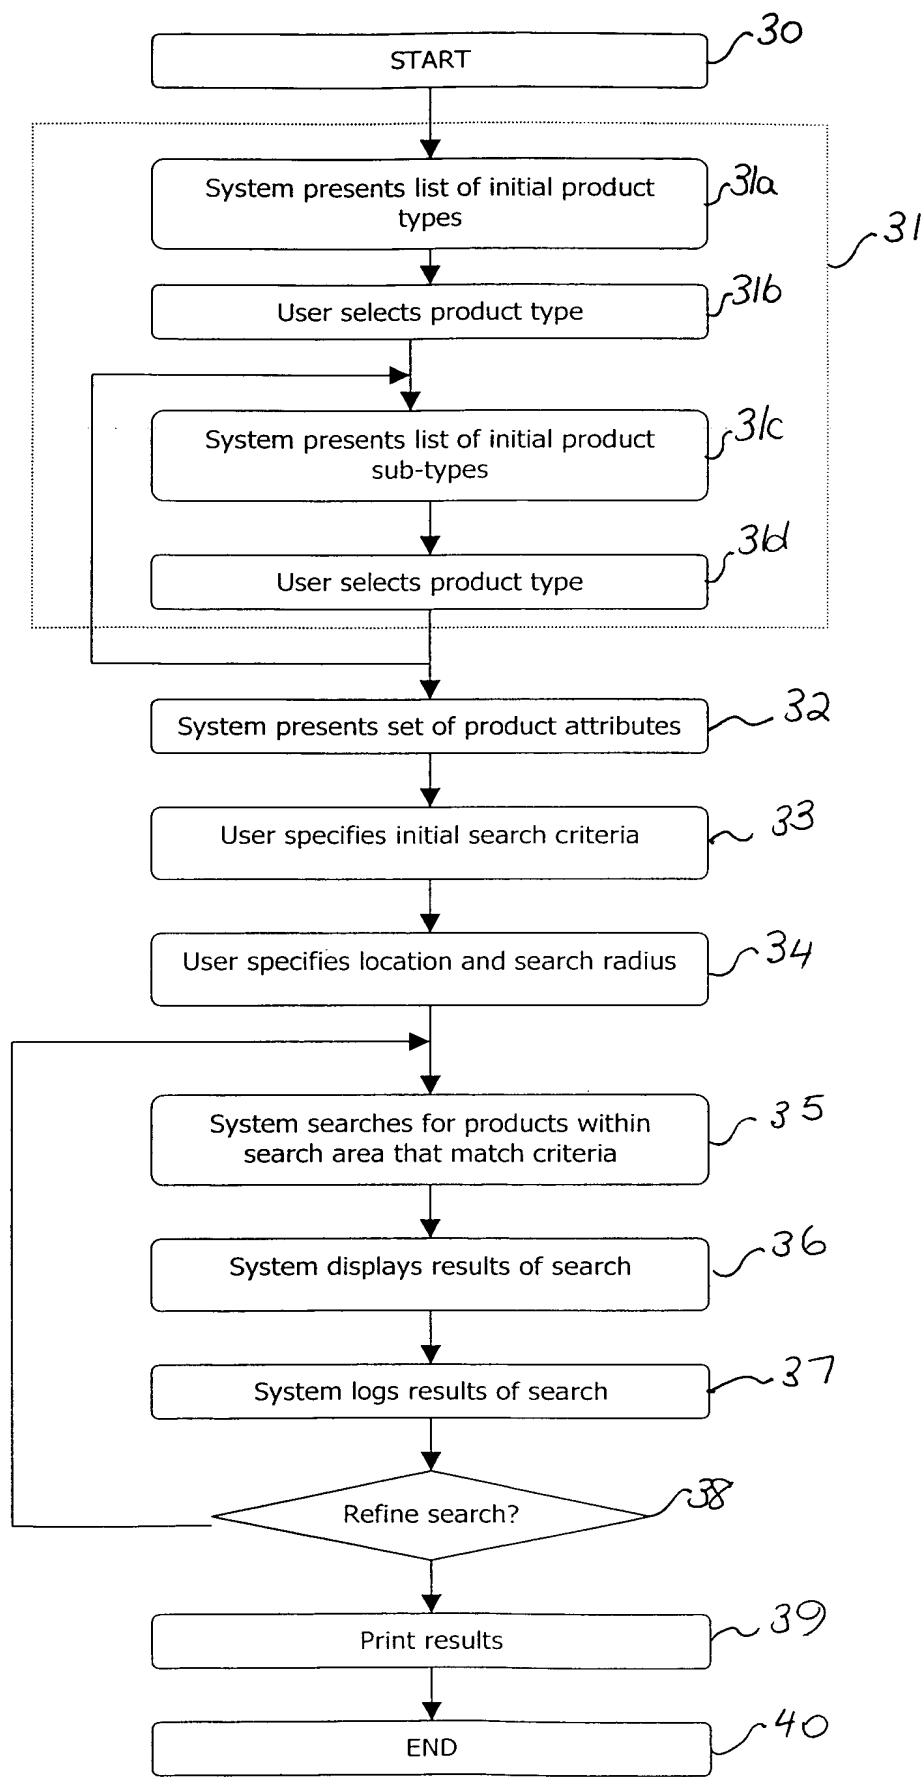 START
30
System presents list of initial product
types
31a
31
User selects product type
31b
System presents list of initial product
sub-types
31c
User selects product type
31d
System presents set of product attributes
32
User specifies initial search criteria
33
User specifies location and search radius
34
System searches for products within
search area that match criteria
35
System displays results of search
36
System logs results of search
37
Refine search?
38
Print results
39
END
40